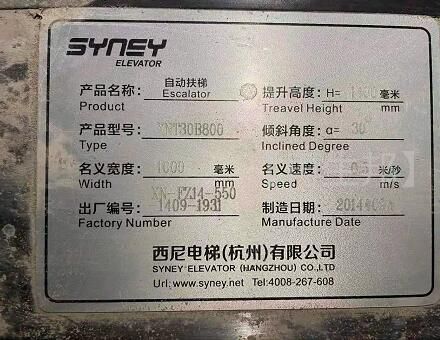 SYNEY
ELEVATOR
产品名称: 自动扶梯
Product Escalator
提升高度: H= 毫米
Treavel Height mm
产品型号: XNT30B800
Type
倾斜角度: α= 30°
Inclined Degree
名义宽度: 1000 毫米
Width mm
名义速度: 米/秒
Speed m/s
XN-FZ14-550
出厂编号: 1409-1931
Factory Number
制造日期:
Manufacture Date
西尼电梯(杭州)有限公司
SYNEY ELEVATOR (HANGZHOU) CO.,LTD
Url: www.syney.net Tel:4008-267-608